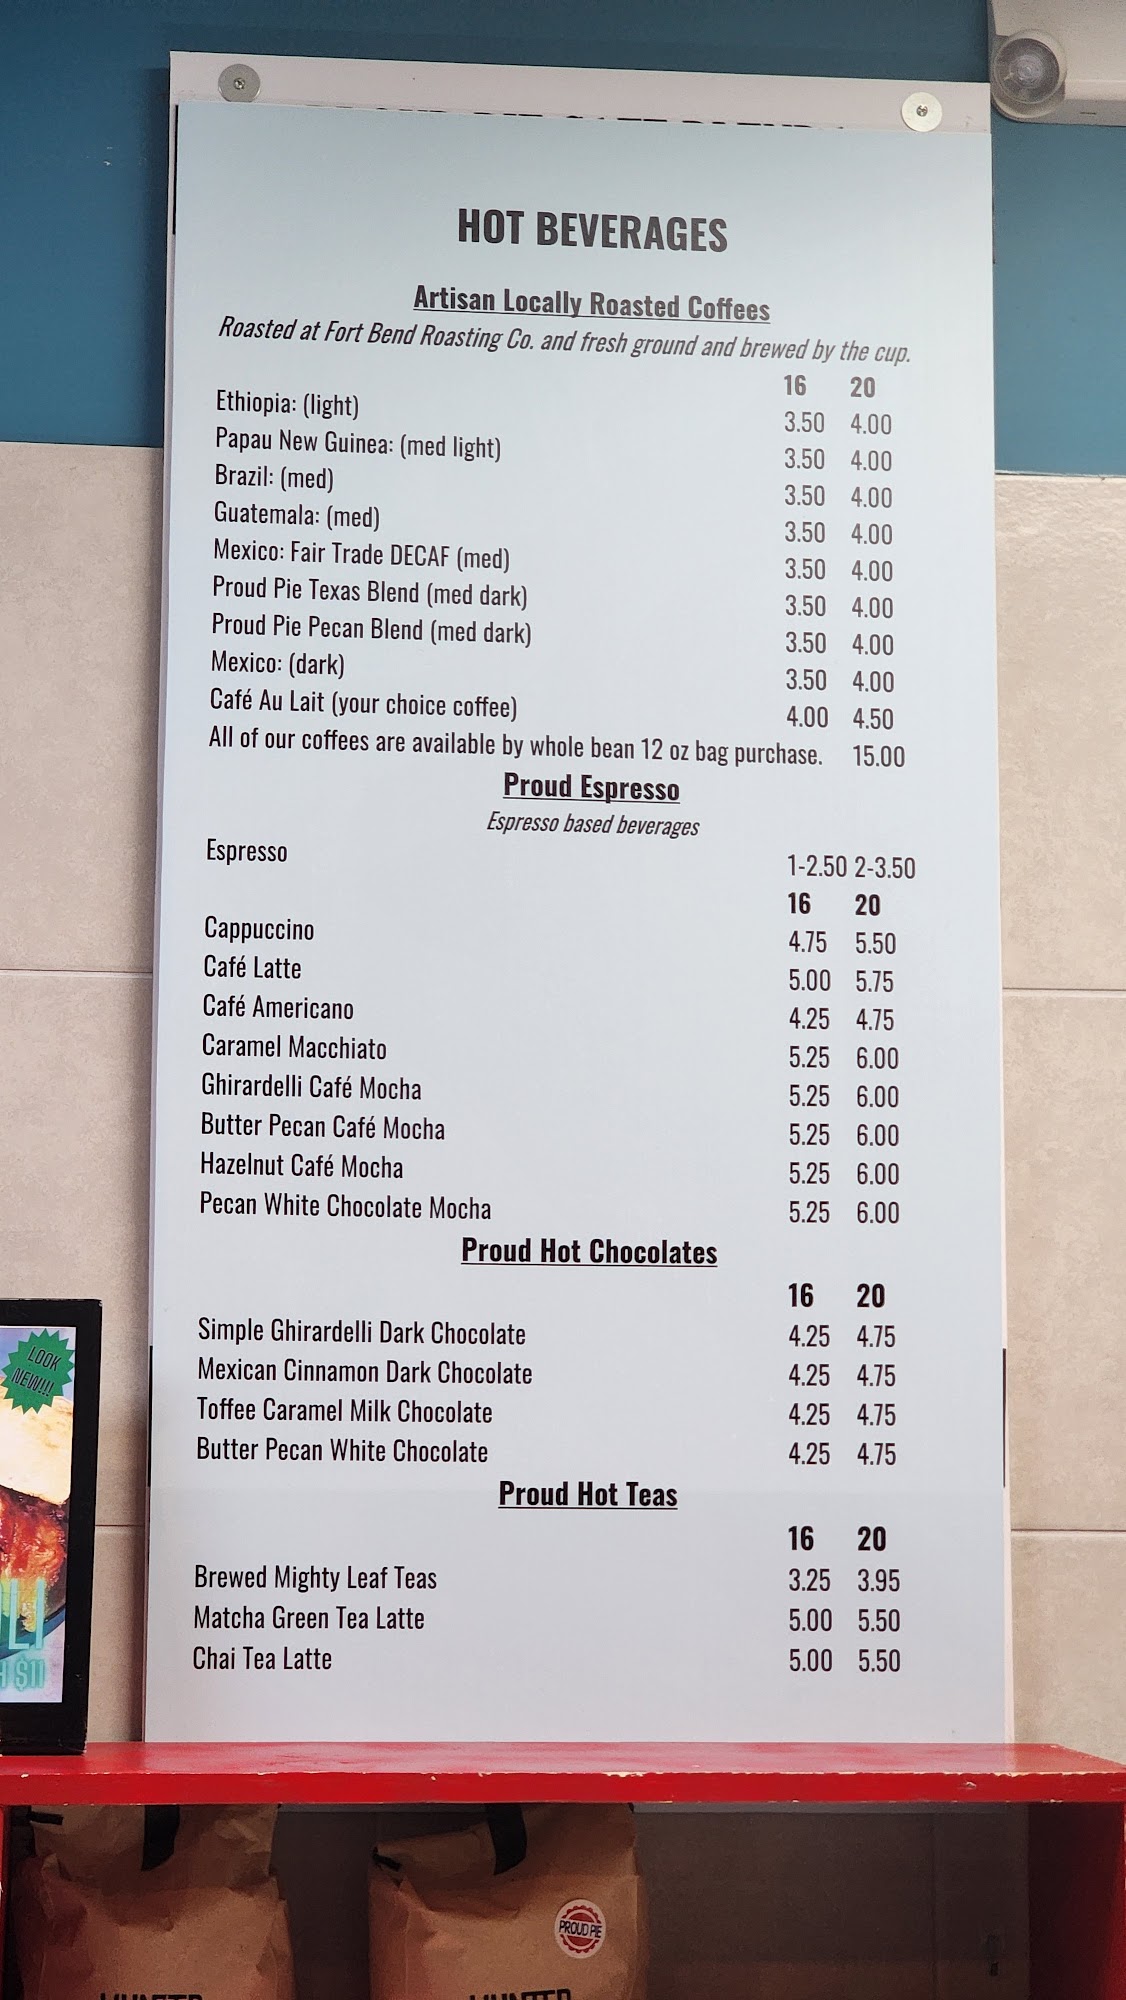 HOT BEVERAGES
Artisan Locally Roasted Coffees
Roasted at Fort Bend Roasting Co. and fresh ground and brewed by the cup.
16 20
Ethiopia: (light) 3.50 4.00
Papau New Guinea: (med light) 3.50 4.00
Brazil: (med) 3.50 4.00
Guatemala: (med) 3.50 4.00
Mexico: Fair Trade DECAF (med) 3.50 4.00
Proud Pie Texas Blend (med dark) 3.50 4.00
Proud Pie Pecan Blend (med dark) 3.50 4.00
Mexico: (dark) 3.50 4.00
Café Au Lait (your choice coffee) 4.00 4.50
All of our coffees are available by whole bean 12 oz bag purchase. 15.00
Proud Espresso
Espresso based beverages
Espresso 1-2.50 2-3.50
16 20
Cappuccino 4.75 5.50
Café Latte 5.00 5.75
Café Americano 4.25 4.75
Caramel Macchiato 5.25 6.00
Ghirardelli Café Mocha 5.25 6.00
Butter Pecan Café Mocha 5.25 6.00
Hazelnut Café Mocha 5.25 6.00
Pecan White Chocolate Mocha 5.25 6.00
Proud Hot Chocolates
16 20
Simple Ghirardelli Dark Chocolate 4.25 4.75
Mexican Cinnamon Dark Chocolate 4.25 4.75
Toffee Caramel Milk Chocolate 4.25 4.75
Butter Pecan White Chocolate 4.25 4.75
Proud Hot Teas
16 20
Brewed Mighty Leaf Teas 3.25 3.95
Matcha Green Tea Latte 5.00 5.50
Chai Tea Latte 5.00 5.50
LOOK
NEW!!!
$11
PROUD PIE